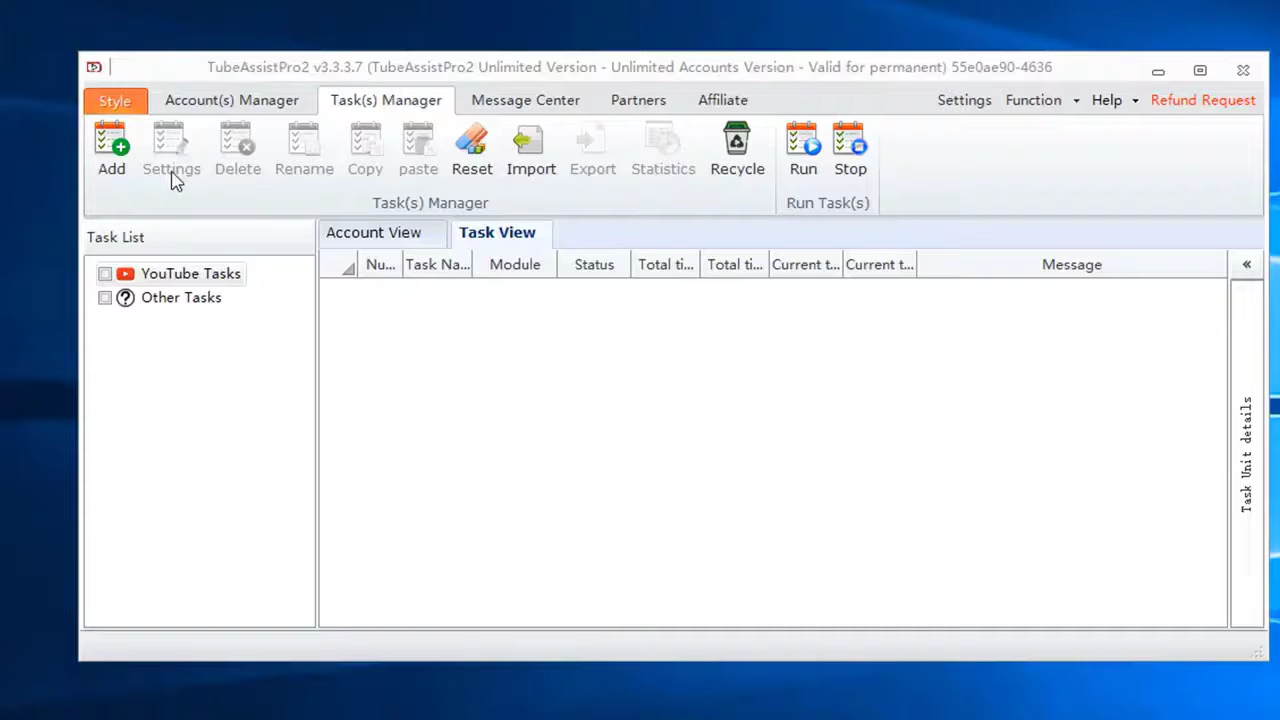 TubeAssistPro2 v3.3.3.7 (TubeAssistPro2 Unlimited Version - Unlimited Accounts Version - Valid for permanent) 55e0ae90-4636
Style Account(s) Manager Task(s) Manager Message Center Partners Affiliate Settings Function Help Refund Request
Add Settings Delete Rename Copy paste Reset Import Export Statistics Recycle Run Stop
Task(s) Manager Run Task(s)
Task List Account View Task View
Nu... Task Na... Module Status Total ti... Total ti... Current t... Current t... Message «
YouTube Tasks
Other Tasks
Task Unit details